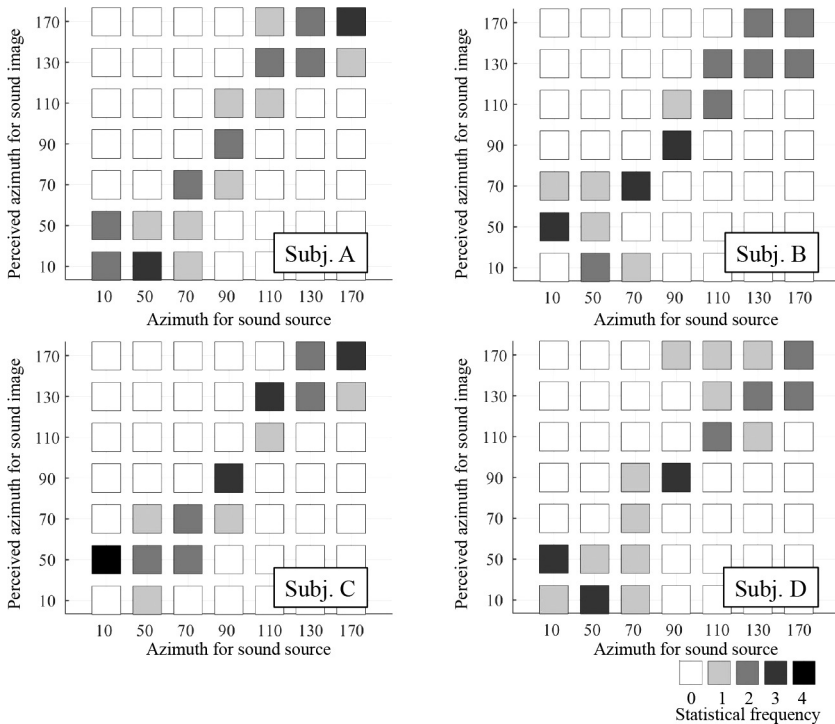 Perceived azimuth for sound image
170
130
110
90
70
50
10
Subj. A
10 50 70 90 110 130 170
Azimuth for sound source
Perceived azimuth for sound image
170
130
110
90
70
50
10
Subj. B
10 50 70 90 110 130 170
Azimuth for sound source
Perceived azimuth for sound image
170
130
110
90
70
50
10
Subj. C
10 50 70 90 110 130 170
Azimuth for sound source
Perceived azimuth for sound image
170
130
110
90
70
50
10
Subj. D
10 50 70 90 110 130 170
Azimuth for sound source
0 1 2 3 4
Statistical frequency